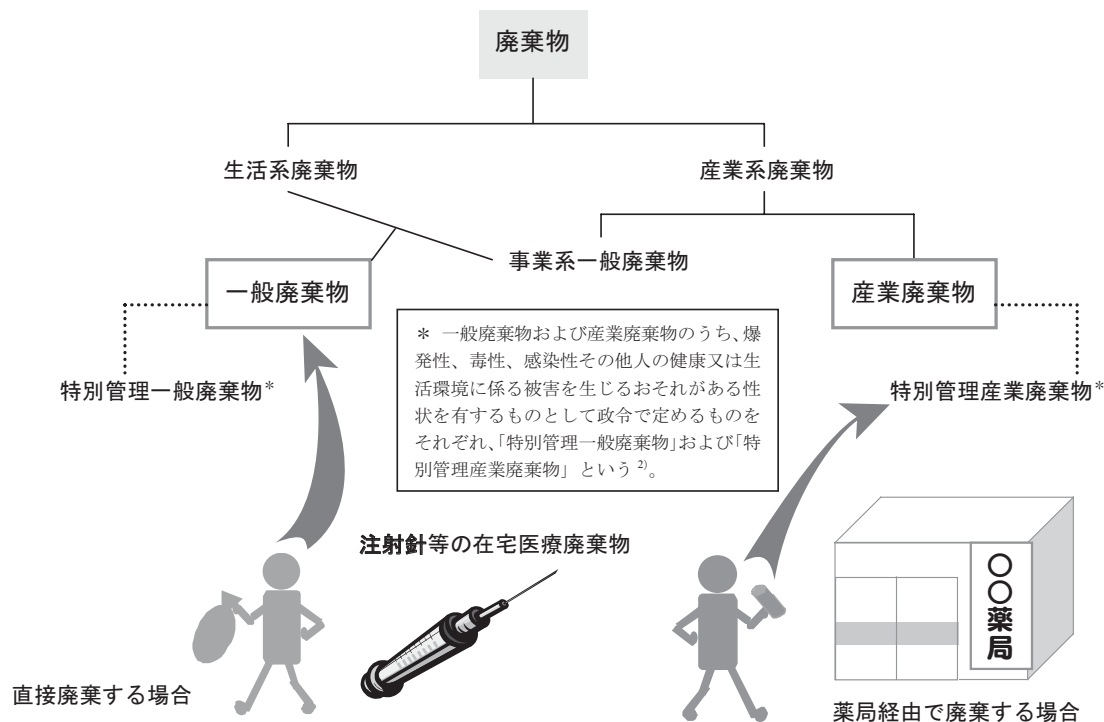 廃棄物
生活系廃棄物
産業系廃棄物
事業系一般廃棄物
一般廃棄物
産業廃棄物
特別管理一般廃棄物*
* 一般廃棄物および産業廃棄物のうち、爆
発性、毒性、感染性その他人の健康又は生
活環境に係る被害を生じるおそれがある性
状を有するものとして政令で定めるものを
それぞれ、「特別管理一般廃棄物」および「特
別管理産業廃棄物」という2)。
特別管理産業廃棄物*
注射針等の在宅医療廃棄物
〇〇薬局
直接廃棄する場合
薬局経由で廃棄する場合